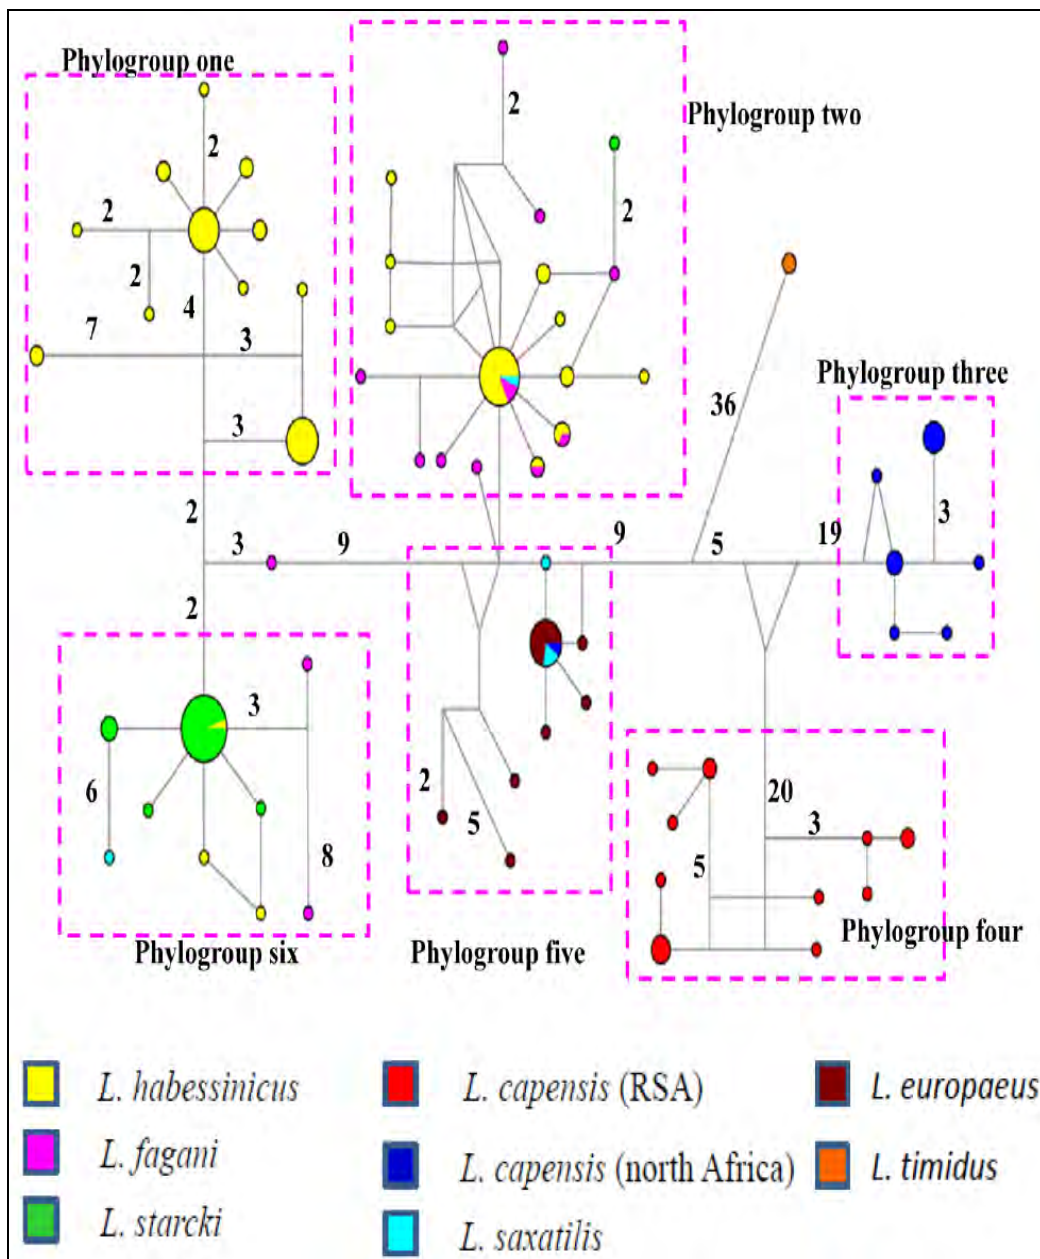 Phylogroup one
Phylogroup two
2
2
2
2
2
4
7
3
3
36
Phylogroup three
3
19
2
3
9
9
5
2
3
6
8
2
5
20
3
5
Phylogroup six
Phylogroup five
Phylogroup four
L. habessinicus
L. capensis (RSA)
L. europaeus
L. fagani
L. capensis (north Africa)
L. timidus
L. starcki
L. saxatilis